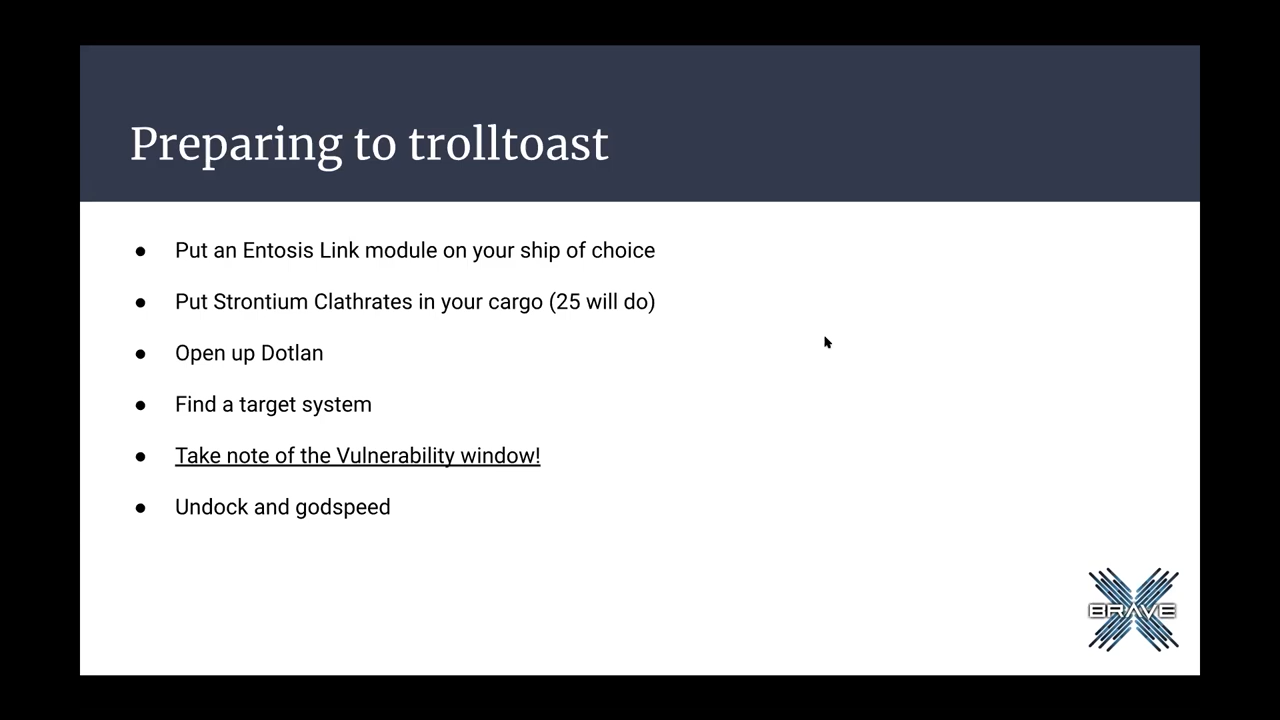 Preparing to trolltoast
● Put an Entosis Link module on your ship of choice
● Put Strontium Clathrates in your cargo (25 will do)
● Open up Dotlan
● Find a target system
● Take note of the Vulnerability window!
● Undock and godspeed
BRAVE